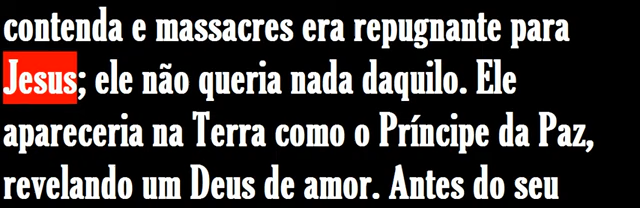 contenda e massacres era repugnante para
Jesus; ele não queria nada daquilo. Ele
apareceria na Terra como o Príncipe da Paz,
revelando um Deus de amor. Antes do seu